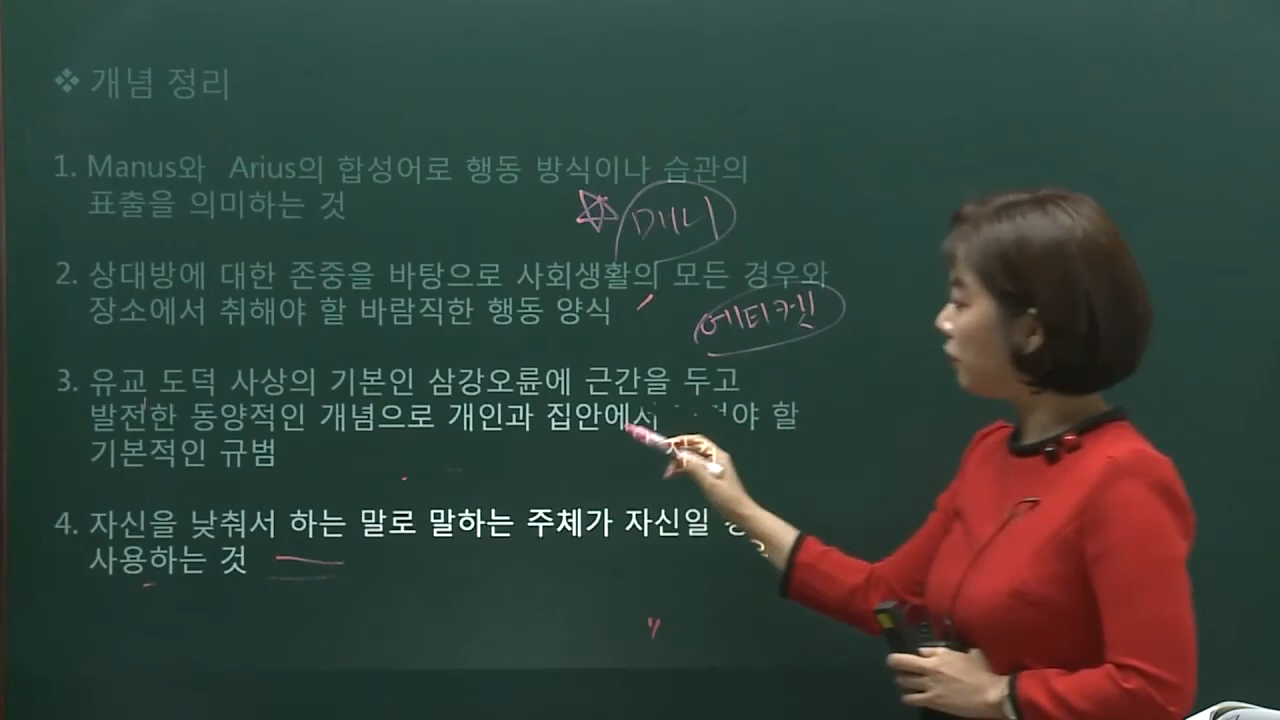 ❖ 개념 정리
1. Manus와 Arius의 합성어로 행동 방식이나 습관의
표출을 의미하는 것
매너
2. 상대방에 대한 존중을 바탕으로 사회생활의 모든 경우와
장소에서 취해야 할 바람직한 행동 양식
에티켓
3. 유교 도덕 사상의 기본인 삼강오륜에 근간을 두고
발전한 동양적인 개념으로 개인과 집안에서 할
기본적인 규범
4. 자신을 낮춰서 하는 말로 말하는 주체가 자신일
사용하는 것